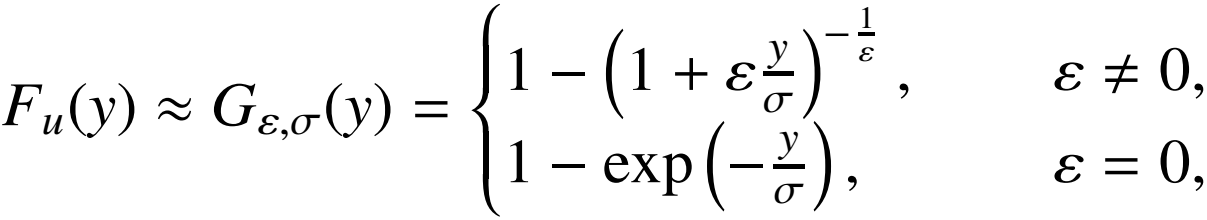 F_u(y) ≈ G_{ε,σ}(y) = { 1 − (1 + ε y/σ)^{−1/ε}, ε ≠ 0,
1 − exp(−y/σ), ε = 0,